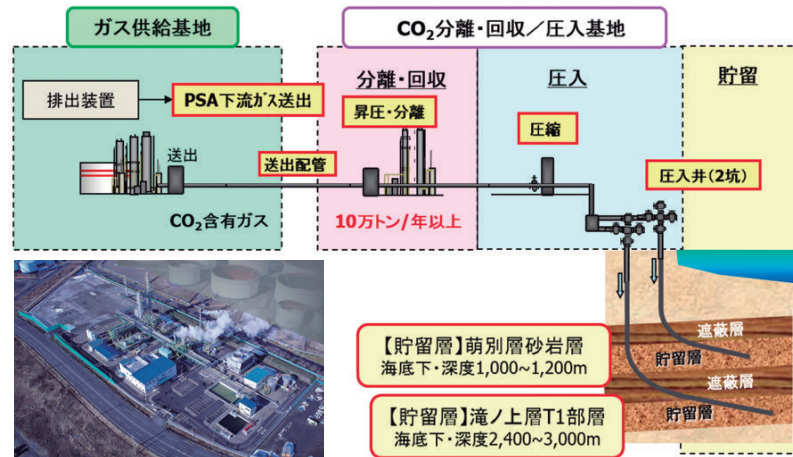 ガス供給基地
CO₂分離・回収／圧入基地
排出装置
PSA下流ガス送出
分離・回収
圧入
貯留
昇圧・分離
圧縮
送出
送出配管
圧入井(2坑)
CO₂含有ガス
10万トン/年以上
遮蔽層
貯留層
遮蔽層
貯留層
【貯留層】萌別層砂岩層
海底下・深度1,000~1,200m
【貯留層】滝ノ上層T1部層
海底下・深度2,400~3,000m